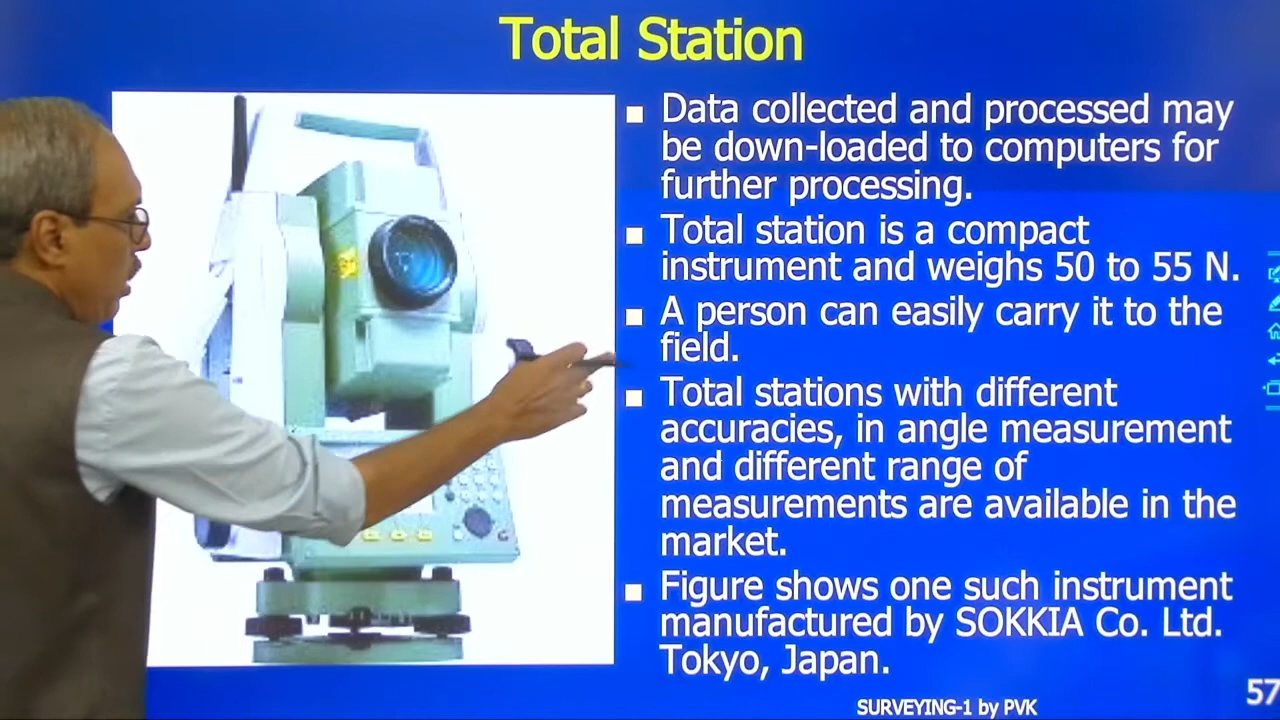 Total Station
Data collected and processed may
be down-loaded to computers for
further processing.
Total station is a compact
instrument and weighs 50 to 55 N.
A person can easily carry it to the
field.
Total stations with different
accuracies, in angle measurement
and different range of
measurements are available in the
market.
Figure shows one such instrument
manufactured by SOKKIA Co. Ltd.
Tokyo, Japan.
SURVEYING-1 by PVK
57